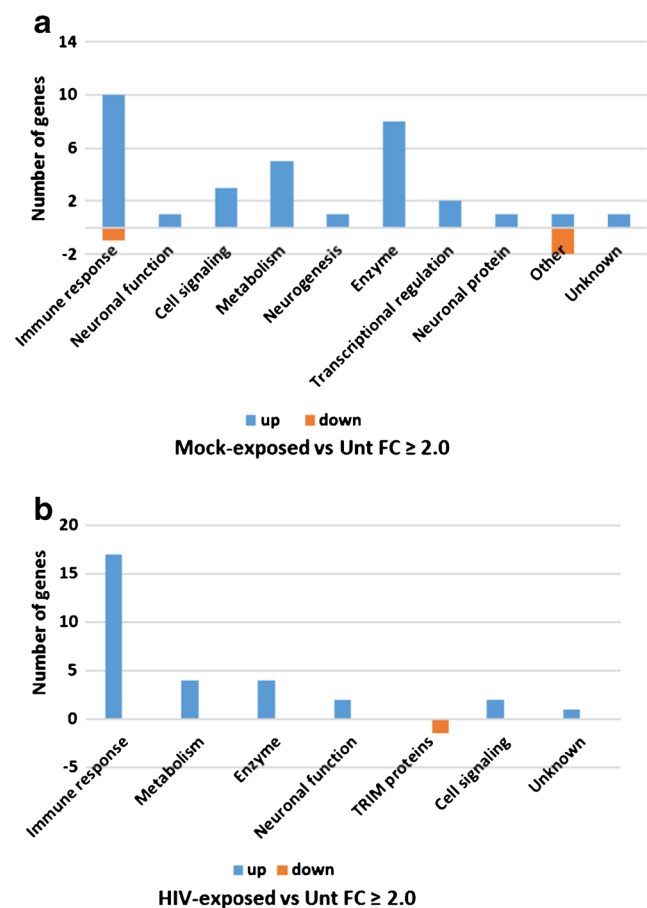 a
14
10
6
2
-2
Number of genes
Immune response
Neuronal function
Cell signaling
Metabolism
Neurogenesis
Enzyme
Transcriptional regulation
Neuronal protein
Other
Unknown
up down
Mock-exposed vs Unt FC ≥ 2.0
b
20
15
10
5
0
-5
Number of genes
Immune response
Metabolism
Enzyme
Neuronal function
TRIM proteins
Cell signaling
Unknown
up down
HIV-exposed vs Unt FC ≥ 2.0